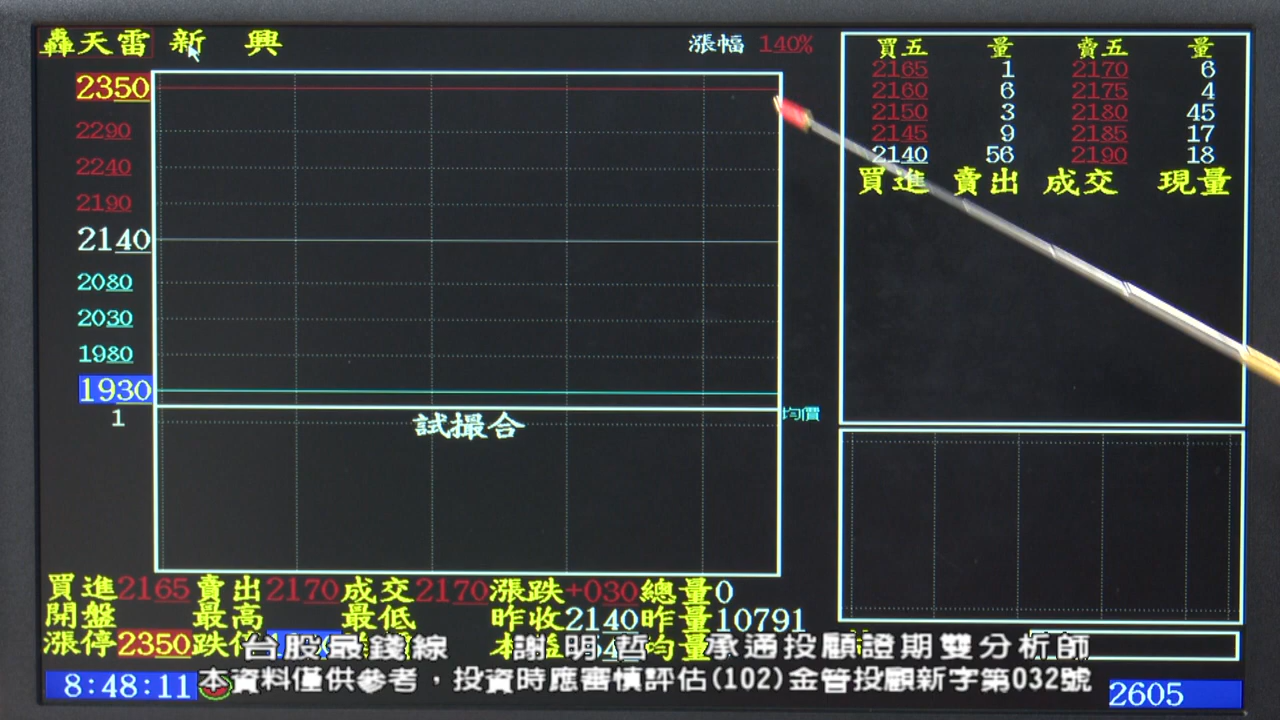 轟天雷 新 興 漲幅 140%
2350
2290
2240
2190
2140
2080
2030
1980
1930
1
均價
試撮合
買五 量 賣五 量
2165 1 2170 6
2160 6 2175 4
2150 3 2180 45
2145 9 2185 17
2140 56 2190 18
買進 賣出 成交 現量
買進2165 賣出2170 成交2170 漲跌+030 總量0
開盤 最高 最低 昨收2140 昨量10791
漲停2350 跌停
台股最錢線 謝明哲 承通投顧證期雙分析師
本資料僅供參考，投資時應審慎評估(102)金管投顧新字第032號
8:48:11 2605